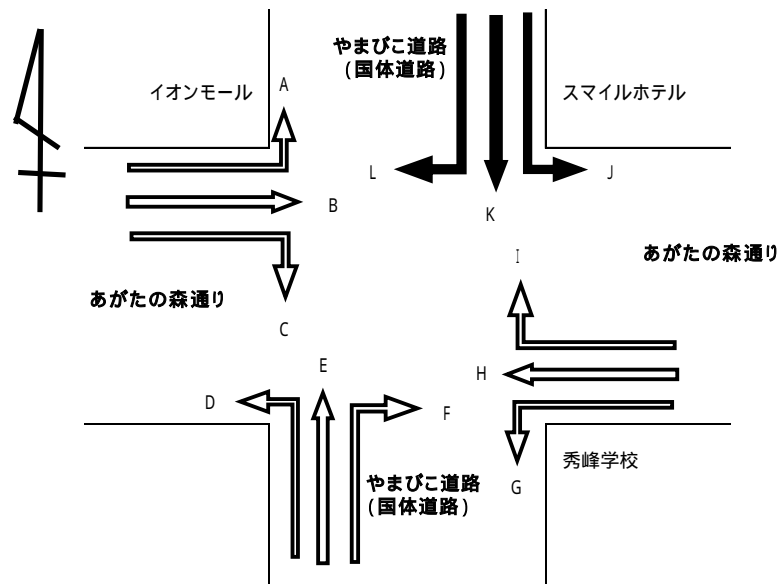 やまびこ道路
(国体道路)
イオンモール
A
スマイルホテル
L
J
B
K
I
あがたの森通り
あがたの森通り
C
E
H
D
F
秀峰学校
やまびこ道路
(国体道路)
G